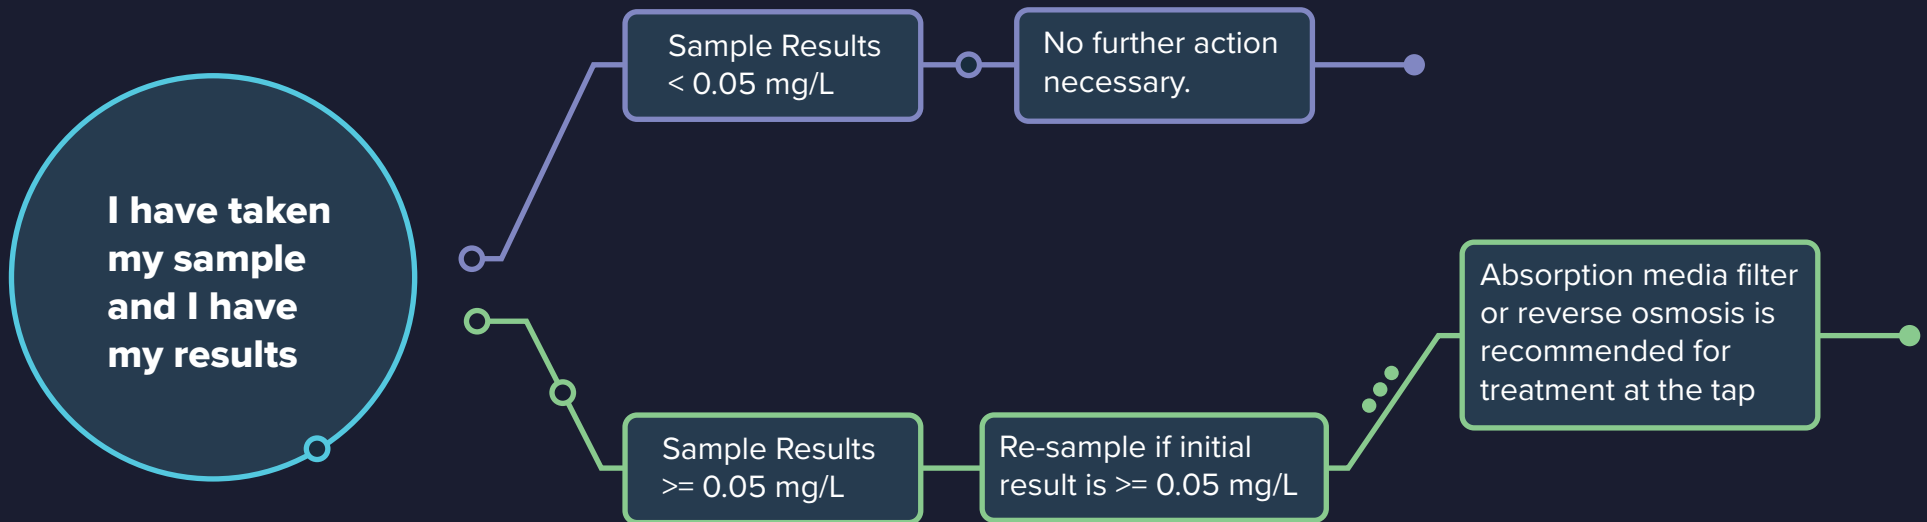 I have taken
my sample
and I have
my results
Sample Results
< 0.05 mg/L
No further action
necessary.
Sample Results
>= 0.05 mg/L
Re-sample if initial
result is >= 0.05 mg/L
Absorption media filter
or reverse osmosis is
recommended for
treatment at the tap